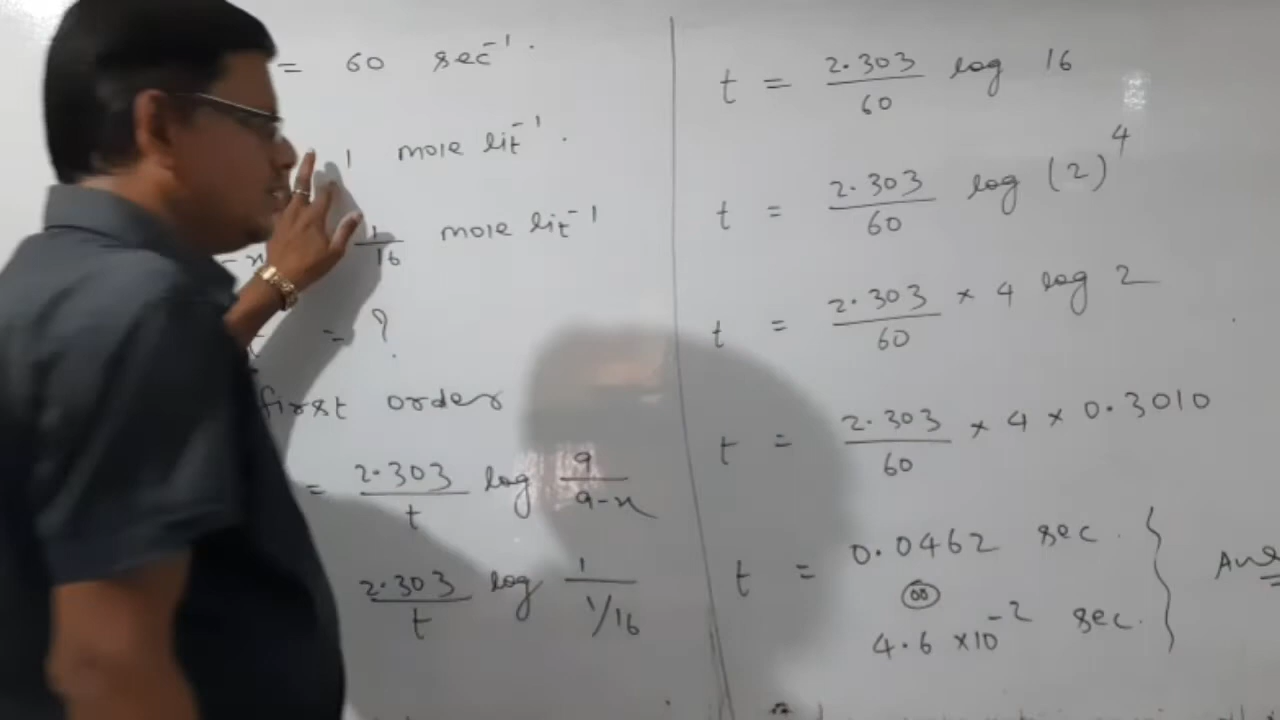 = 60 sec⁻¹.
1 mole lit⁻¹.
-x 1/16 mole lit⁻¹
t = ?
first order
= 2.303/t log a/a-x
2.303/t log 1/1/16
t = 2.303/60 log 16
t = 2.303/60 log (2)⁴
t = 2.303/60 × 4 log 2
t = 2.303/60 × 4 × 0.3010
t = 0.0462 sec.
(or)
4.6 ×10⁻² sec.
Ans